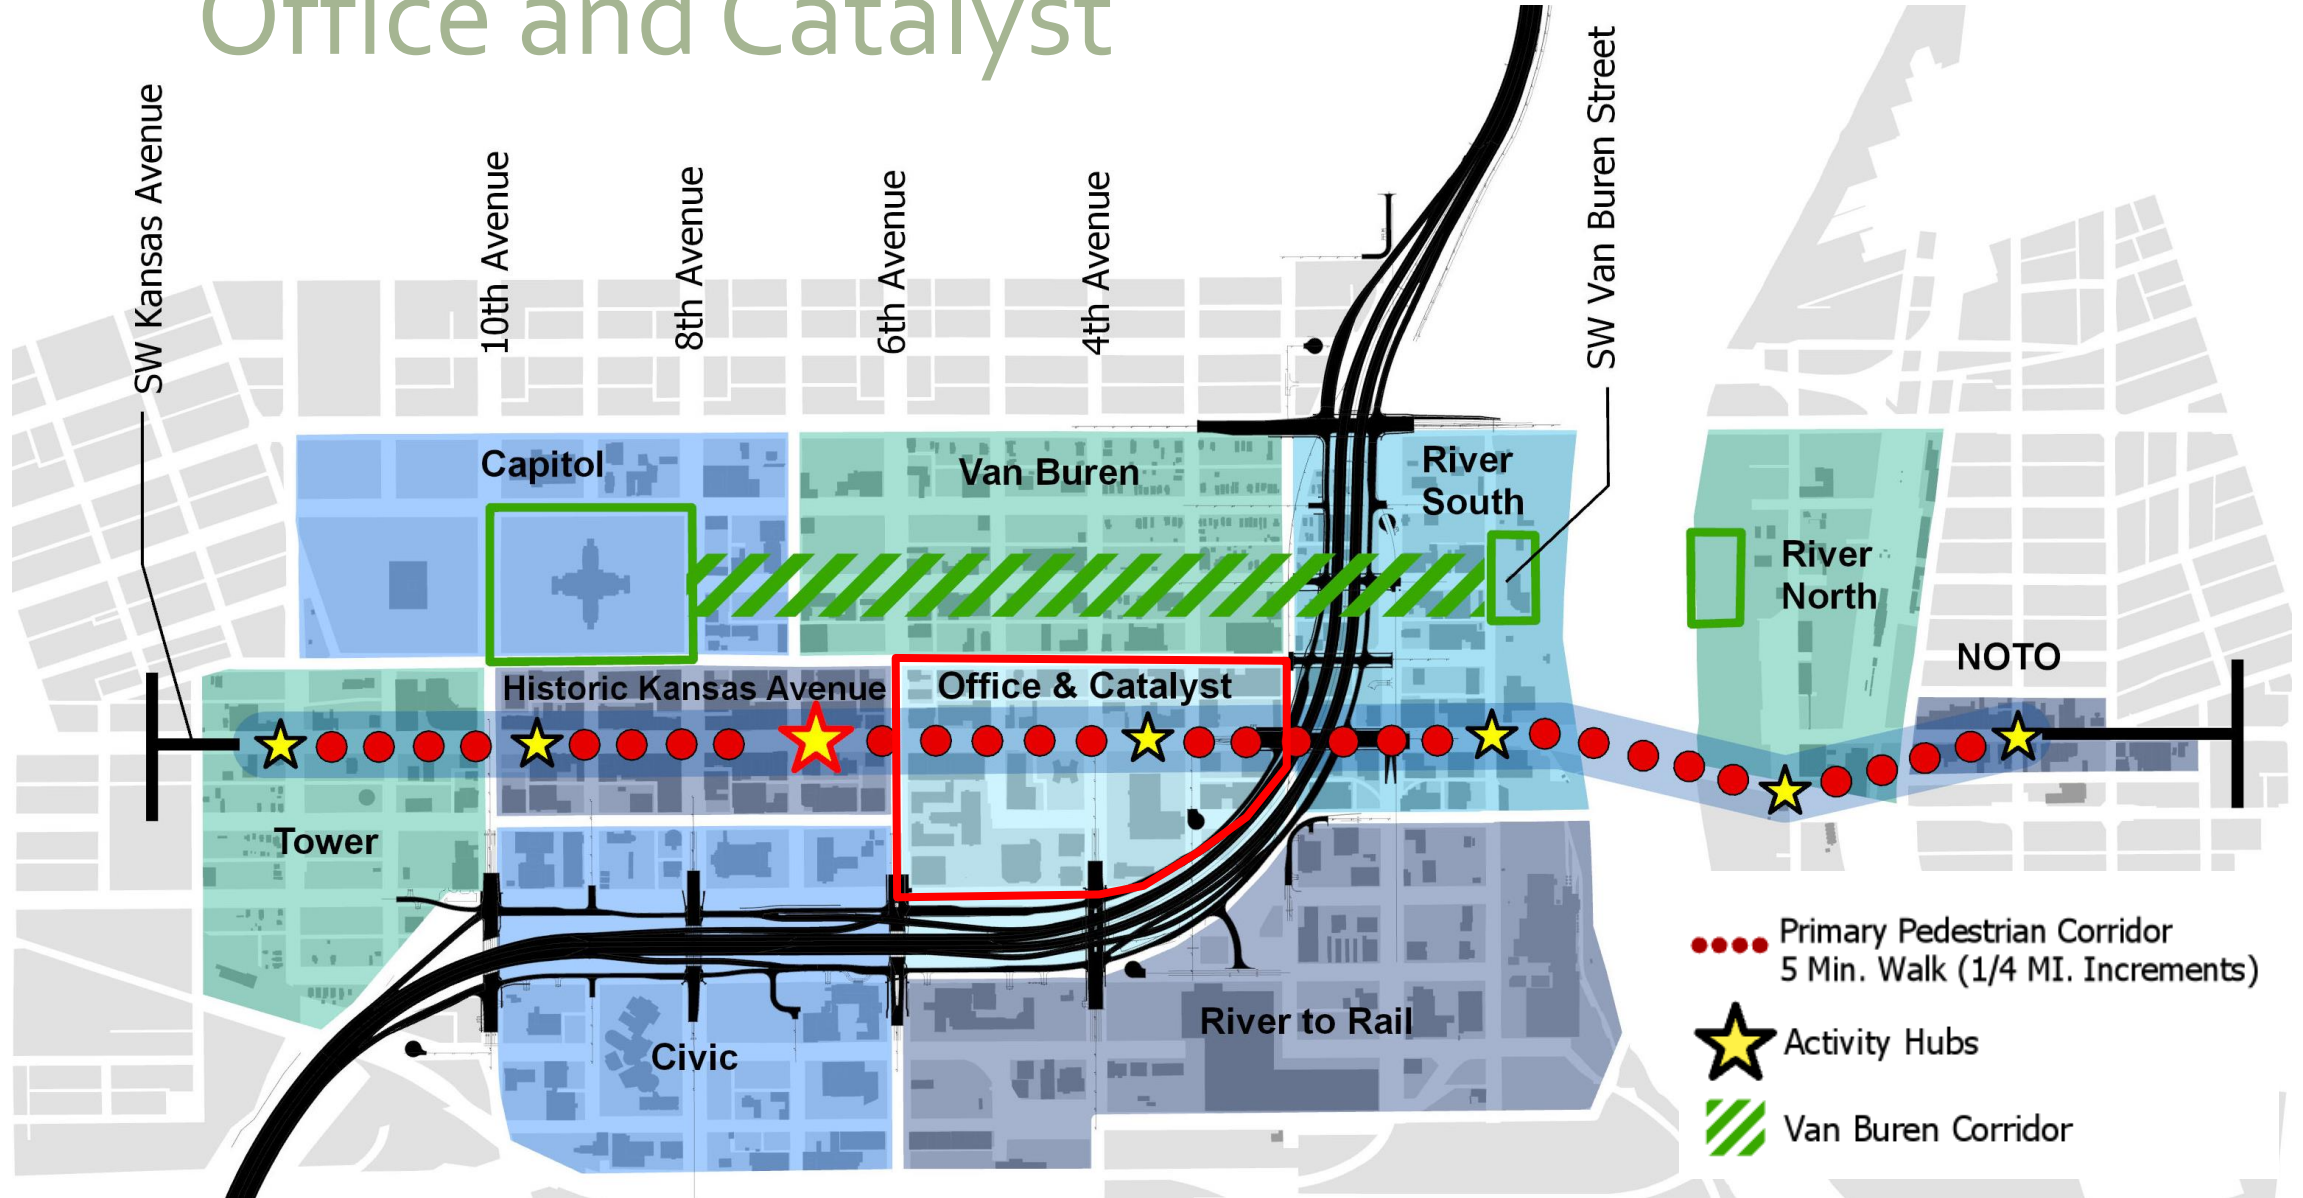 Office and Catalyst
SW Kansas Avenue
10th Avenue
8th Avenue
6th Avenue
4th Avenue
SW Van Buren Street
Capitol
Van Buren
River
South
River
North
NOTO
Historic Kansas Avenue
Office & Catalyst
Tower
Civic
River to Rail
Primary Pedestrian Corridor
5 Min. Walk (1/4 MI. Increments)
Activity Hubs
Van Buren Corridor